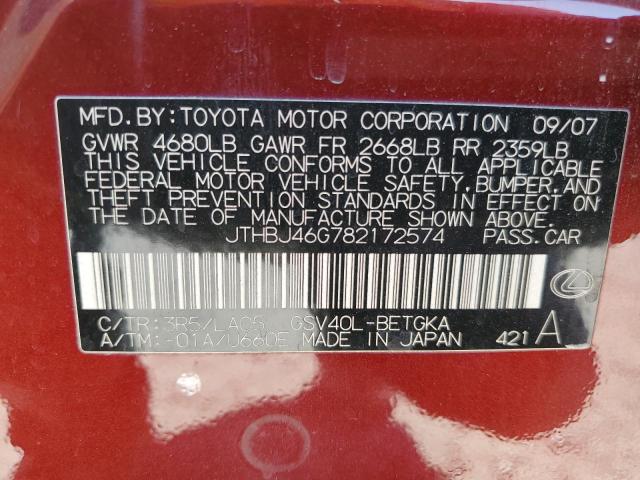 MFD. BY: TOYOTA MOTOR CORPORATION 09/07
GVWR 4680LB GAWR FR 2668LB RR 2359LB
THIS VEHICLE CONFORMS TO ALL APPLICABLE
FEDERAL MOTOR VEHICLE SAFETY, BUMPER, AND
THEFT PREVENTION STANDARDS IN EFFECT ON
THE DATE OF MANUFACTURE SHOWN ABOVE.
JTHBJ46G782172574 PASS. CAR
C/TR: 3R5/LA05 GSV40L-BETGKA
A/TM: -01A/U660E MADE IN JAPAN 421 A